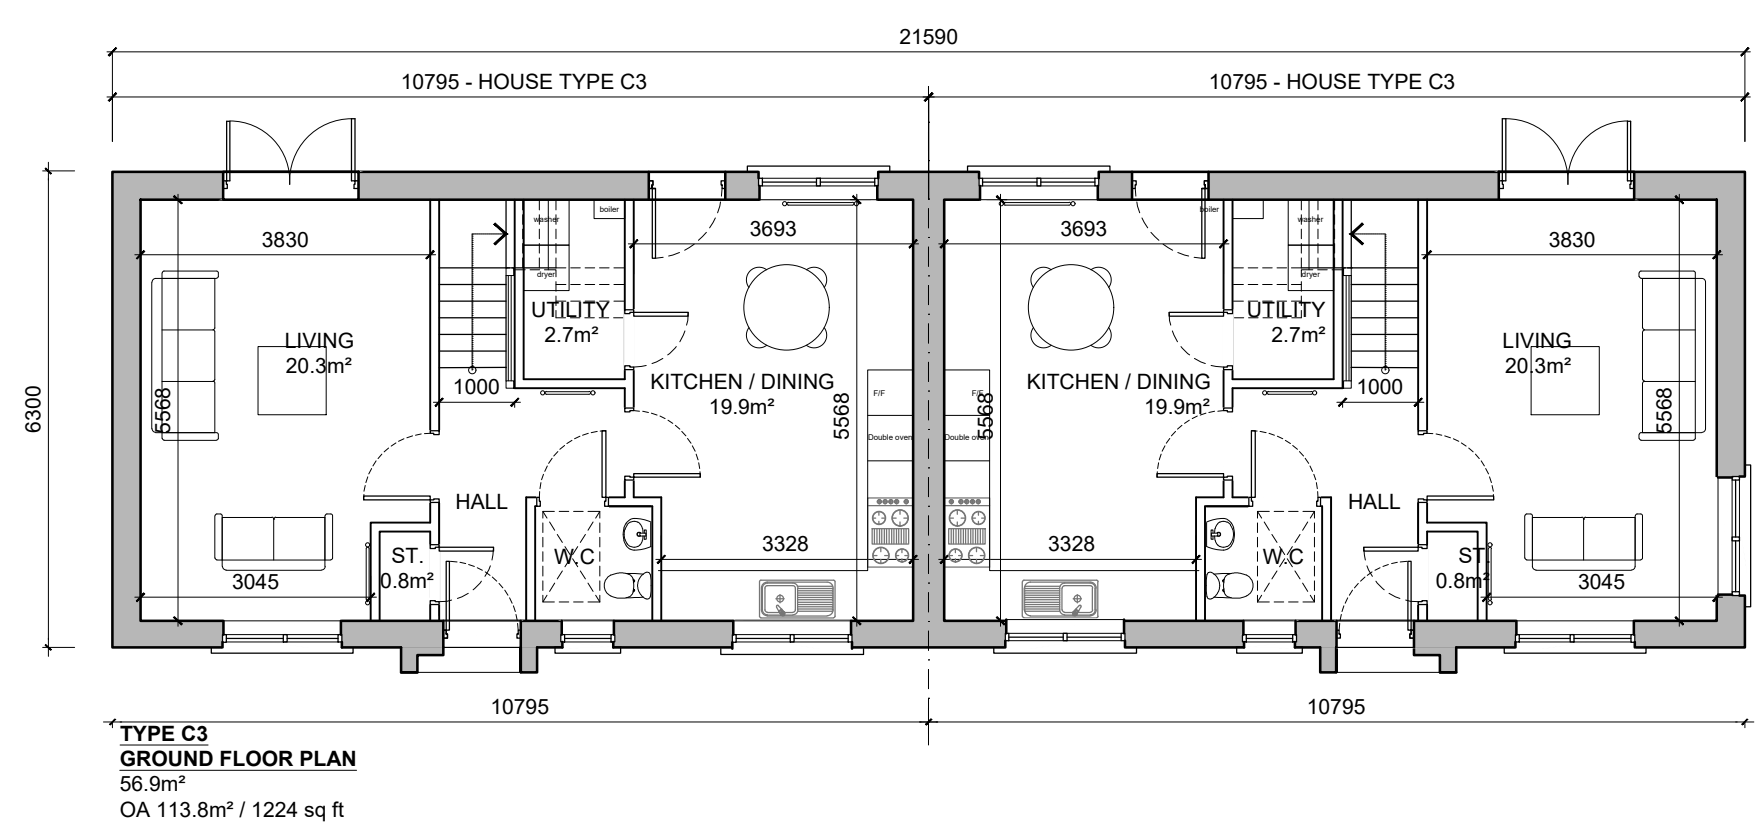 21590
10795 - HOUSE TYPE C3
10795 - HOUSE TYPE C3
6300
washer
boiler
3830
3693
dryer
UTILITY
2.7m²
LIVING
20.3m²
5568
1000
KITCHEN / DINING
19.9m²
F/F
5568
Double oven
HALL
3328
ST.
0.8m²
3045
W.C
boiler
washer
3693
3830
dryer
UTILITY
2.7m²
LIVING
20.3m²
KITCHEN / DINING
19.9m²
F/F
5568
Double oven
1000
5568
HALL
3328
W.C
ST.
0.8m²
3045
10795
10795
TYPE C3
GROUND FLOOR PLAN
56.9m²
OA 113.8m² / 1224 sq ft